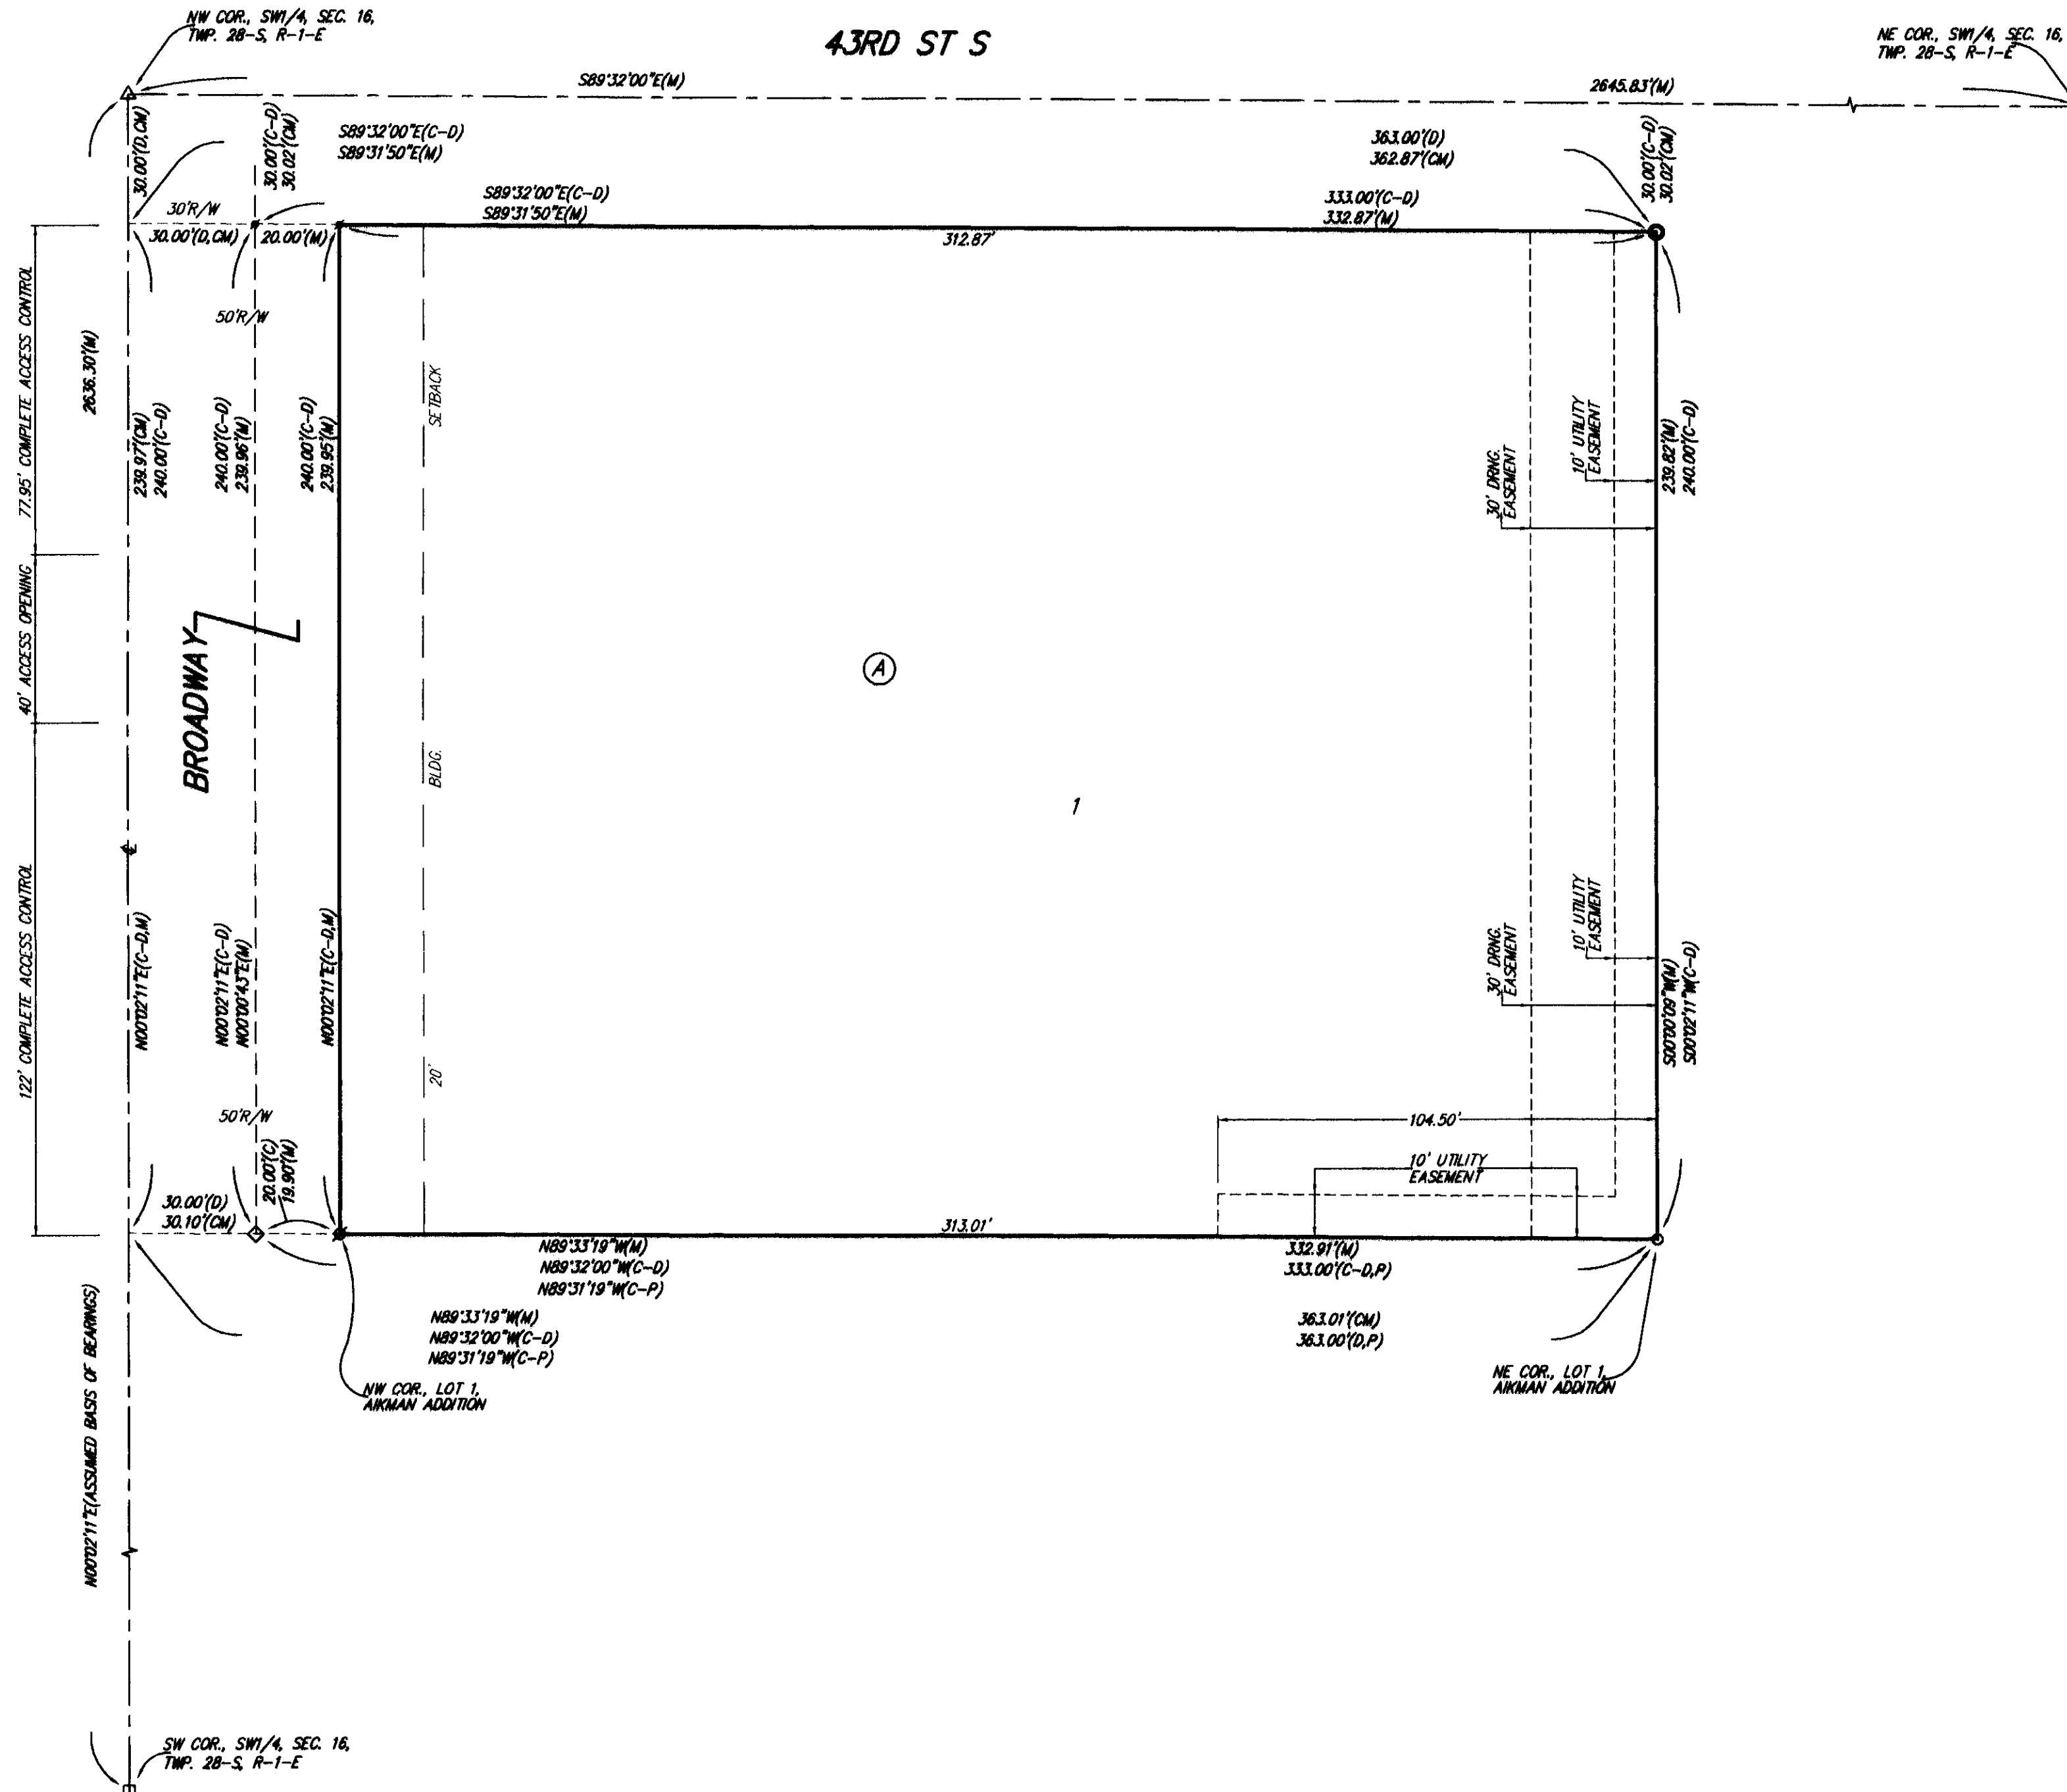 NW COR., SW1/4, SEC. 16,
TWP. 28-S, R-1-E
43RD ST S
NE COR., SW1/4, SEC. 16,
TWP. 28-S, R-1-E
S89°32'00"E(M)
2645.83'(M)
30.00'(D,CM)
30.00'(C-D)
30.02'(CM)
S89°32'00"E(C-D)
S89°31'50"E(M)
363.00'(D)
362.87'(CM)
30.00'(C-D)
30.02'(CM)
S89°32'00"E(C-D)
S89°31'50"E(M)
333.00'(C-D)
332.87'(M)
30'R/W
30.00'(D,CM)
20.00'(M)
312.87'
50'R/W
77.95' COMPLETE ACCESS CONTROL
2636.30'(M)
239.97'(CM)
240.00'(C-D)
240.00'(C-D)
239.96'(M)
240.00'(C-D)
239.95'(M)
SETBACK
30' DRNG.
EASEMENT
10' UTILITY
EASEMENT
239.82'(M)
240.00'(C-D)
40' ACCESS OPENING
BROADWAY
A
BLDG.
1
122' COMPLETE ACCESS CONTROL
N00°02'11"E(C-D,M)
N00°02'11"E(C-D)
N00°00'43"E(M)
N00°02'11"E(C-D,M)
20'
30' DRNG.
EASEMENT
10' UTILITY
EASEMENT
S00°00'09"W(M)
S00°02'11"W(C-D)
50'R/W
20.00'(C)
19.90'(M)
104.50'
10' UTILITY
EASEMENT
30.00'(D)
30.10'(CM)
313.01'
N89°33'19"W(M)
N89°32'00"W(C-D)
N89°31'19"W(C-P)
332.91'(M)
333.00'(C-D,P)
N89°33'19"W(M)
N89°32'00"W(C-D)
N89°31'19"W(C-P)
363.01'(CM)
363.00'(D,P)
NW COR., LOT 1,
AIKMAN ADDITION
NE COR., LOT 1,
AIKMAN ADDITION
N00°02'11"E(ASSUMED BASIS OF BEARINGS)
SW COR., SW1/4, SEC. 16,
TWP. 28-S, R-1-E